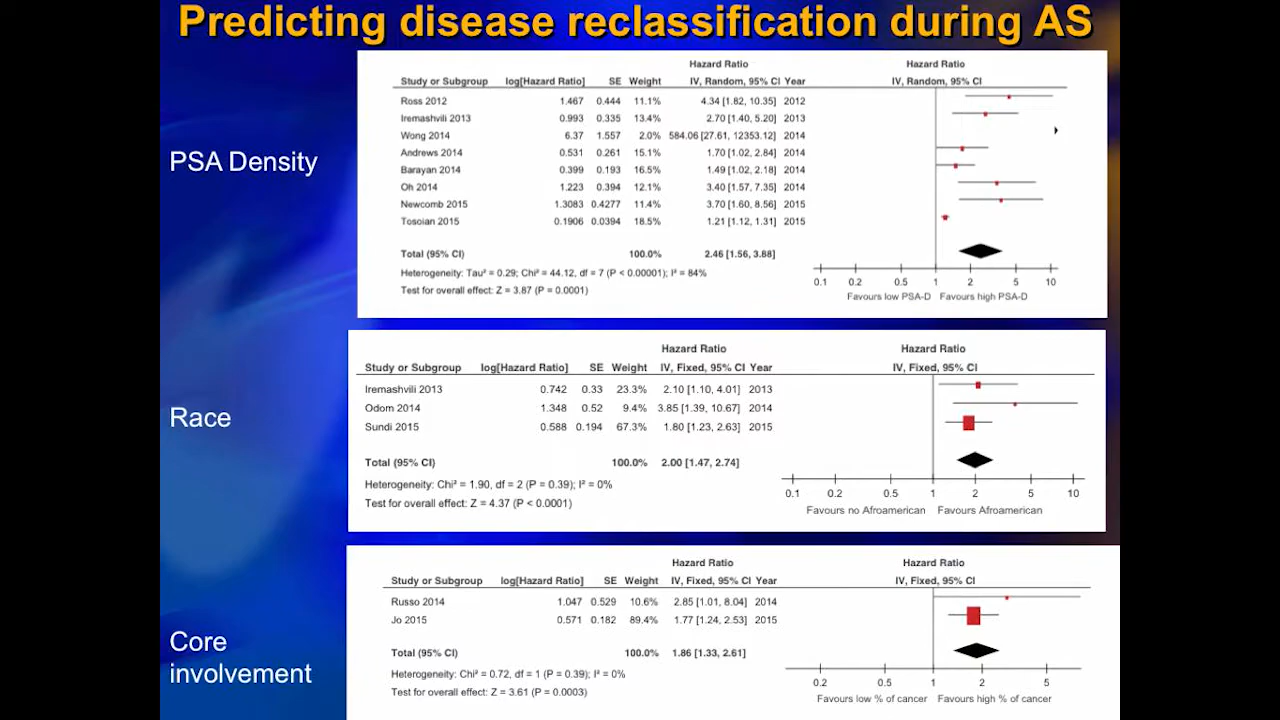 Predicting disease reclassification during AS
PSA Density
Hazard Ratio Hazard Ratio
Study or Subgroup log[Hazard Ratio] SE Weight IV, Random, 95% CI Year IV, Random, 95% CI
Ross 2012 1.467 0.444 11.1% 4.34 [1.82, 10.35] 2012
Iremashvili 2013 0.993 0.335 13.4% 2.70 [1.40, 5.20] 2013
Wong 2014 6.37 1.557 2.0% 584.06 [27.61, 12353.12] 2014
Andrews 2014 0.531 0.261 15.1% 1.70 [1.02, 2.84] 2014
Barayan 2014 0.399 0.193 16.5% 1.49 [1.02, 2.18] 2014
Oh 2014 1.223 0.394 12.1% 3.40 [1.57, 7.35] 2014
Newcomb 2015 1.3083 0.4277 11.4% 3.70 [1.60, 8.56] 2015
Tosoian 2015 0.1906 0.0394 18.5% 1.21 [1.12, 1.31] 2015
Total (95% CI) 100.0% 2.46 [1.56, 3.88]
Heterogeneity: Tau² = 0.29; Chi² = 44.12, df = 7 (P < 0.00001); I² = 84%
Test for overall effect: Z = 3.87 (P = 0.0001)
0.1 0.2 0.5 1 2 5 10
Favours low PSA-D Favours high PSA-D
Race
Hazard Ratio Hazard Ratio
Study or Subgroup log[Hazard Ratio] SE Weight IV, Fixed, 95% CI Year IV, Fixed, 95% CI
Iremashvili 2013 0.742 0.33 23.3% 2.10 [1.10, 4.01] 2013
Odom 2014 1.348 0.52 9.4% 3.85 [1.39, 10.67] 2014
Sundi 2015 0.588 0.194 67.3% 1.80 [1.23, 2.63] 2015
Total (95% CI) 100.0% 2.00 [1.47, 2.74]
Heterogeneity: Chi² = 1.90, df = 2 (P = 0.39); I² = 0%
Test for overall effect: Z = 4.37 (P < 0.0001)
0.1 0.2 0.5 1 2 5 10
Favours no Afroamerican Favours Afroamerican
Core
involvement
Hazard Ratio Hazard Ratio
Study or Subgroup log[Hazard Ratio] SE Weight IV, Fixed, 95% CI Year IV, Fixed, 95% CI
Russo 2014 1.047 0.529 10.6% 2.85 [1.01, 8.04] 2014
Jo 2015 0.571 0.182 89.4% 1.77 [1.24, 2.53] 2015
Total (95% CI) 100.0% 1.86 [1.33, 2.61]
Heterogeneity: Chi² = 0.72, df = 1 (P = 0.39); I² = 0%
Test for overall effect: Z = 3.61 (P = 0.0003)
0.2 0.5 1 2 5
Favours low % of cancer Favours high % of cancer